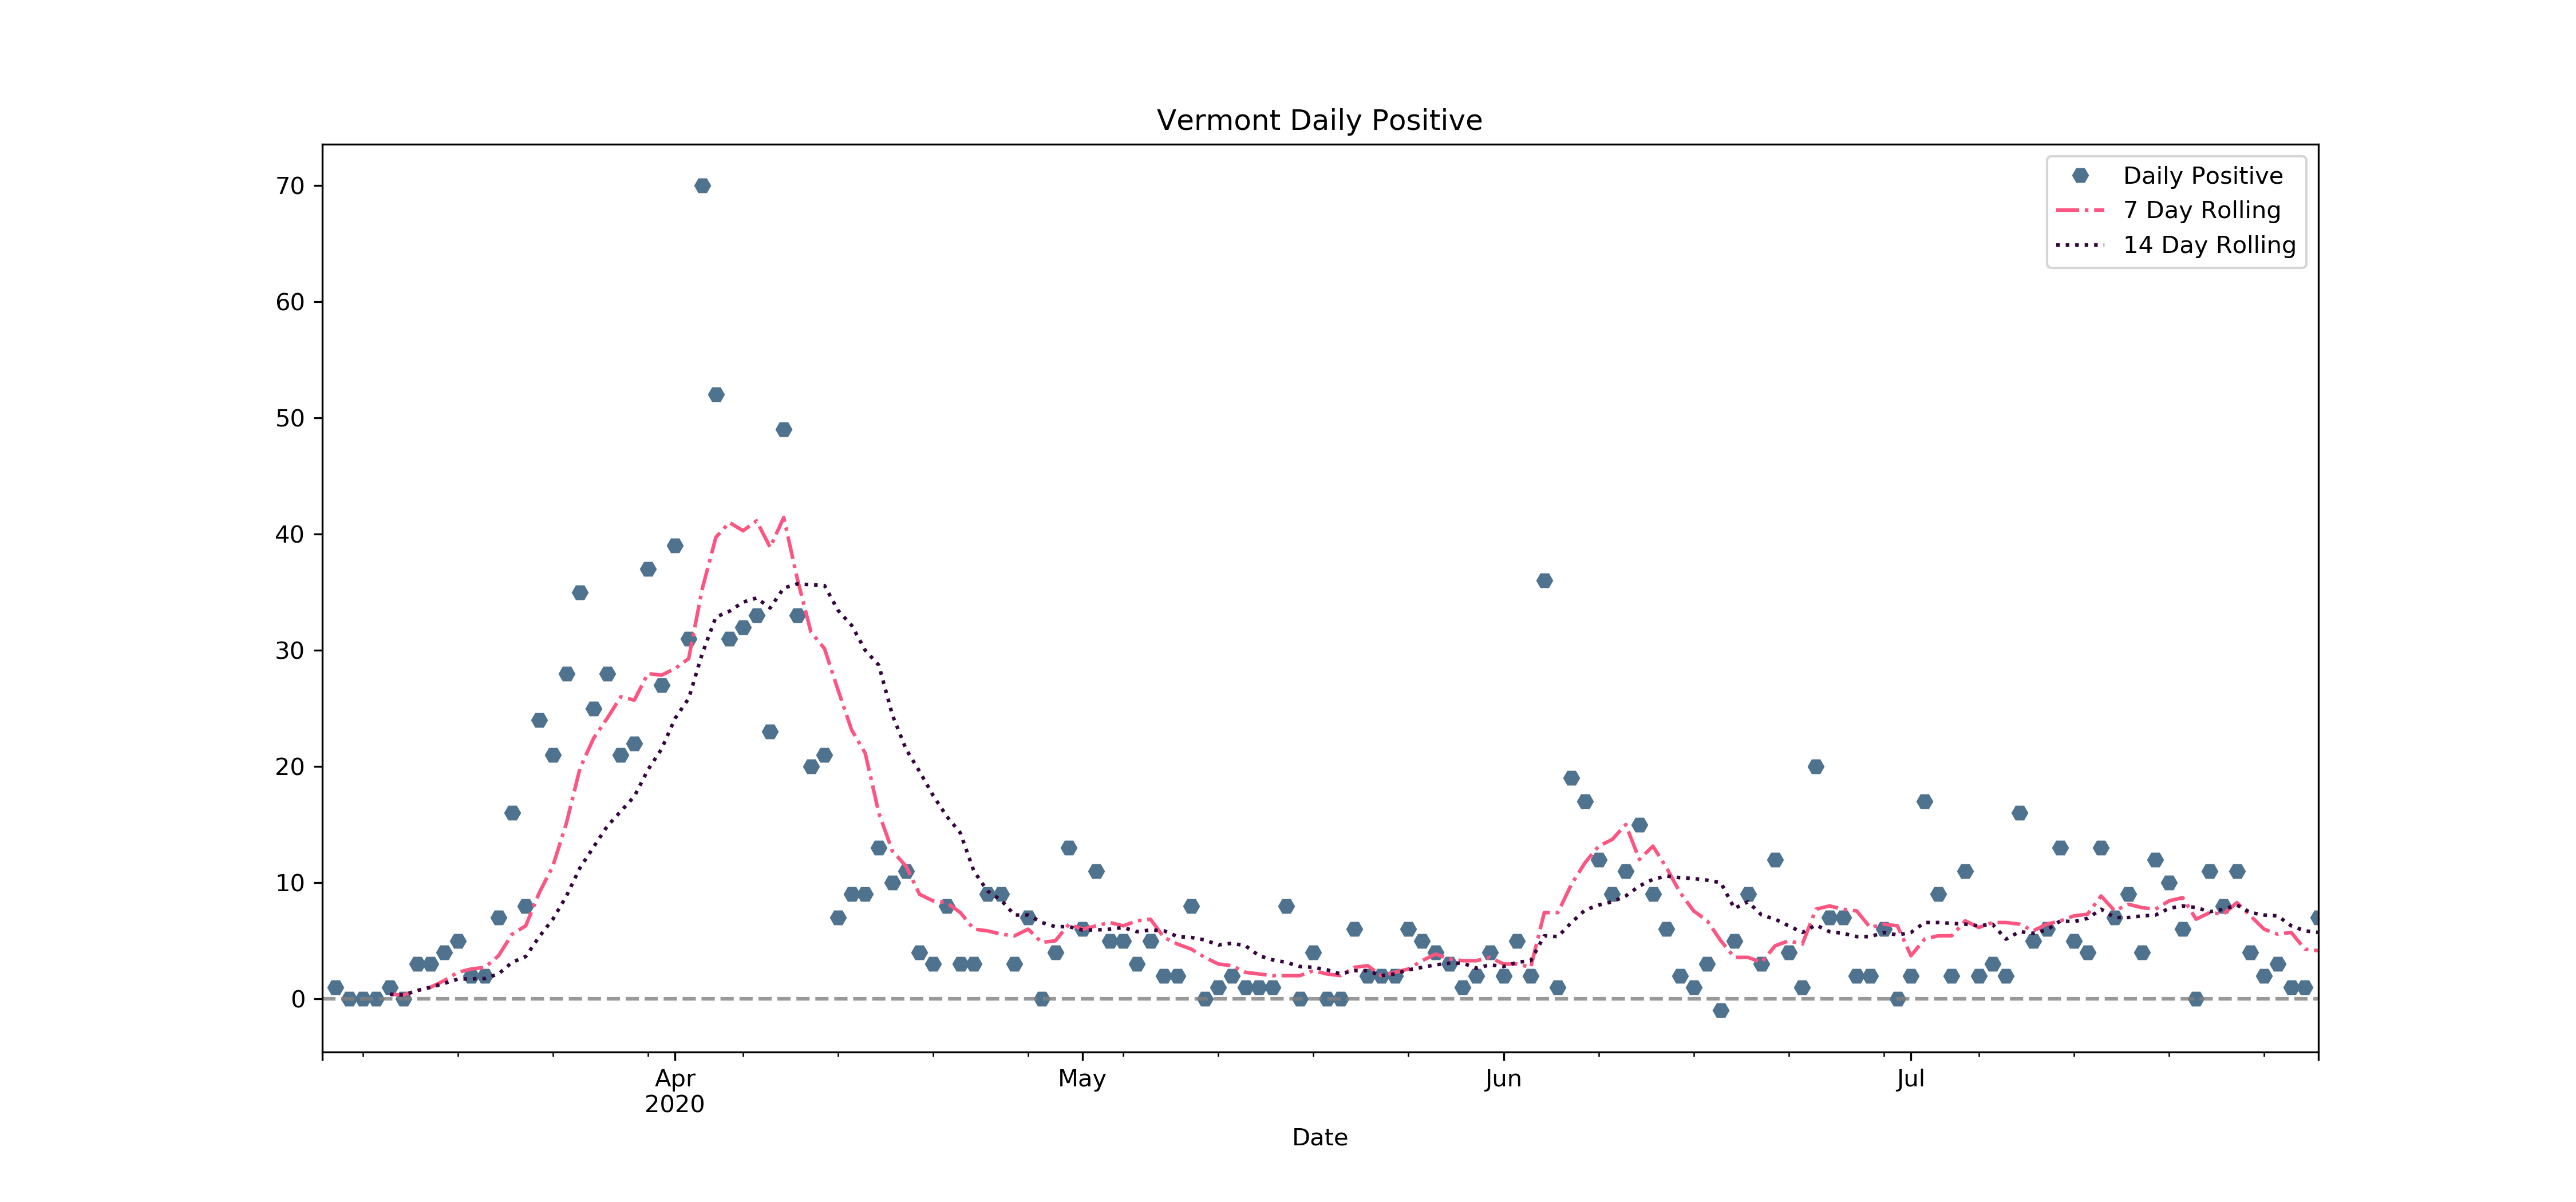 Vermont Daily Positive
Daily Positive
7 Day Rolling
14 Day Rolling
70
60
50
40
30
20
10
0
Apr
2020
May
Jun
Jul
Date